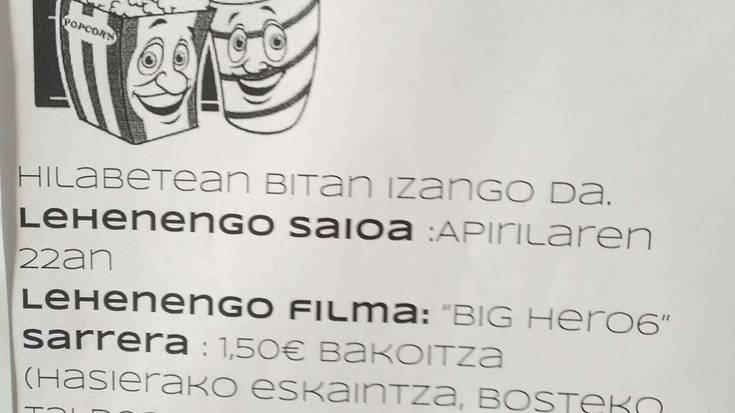 POPCORN
HILABETEAN BITAN IZANGO DA.
LEHENENGO SAIOA :APIRILAREN
22AN
LEHENENGO FILMA: "BIG HERO6"
SARRERA : 1,50€ BAKOITZA
(HASIERAKO ESKAINTZA, BOSTEKO